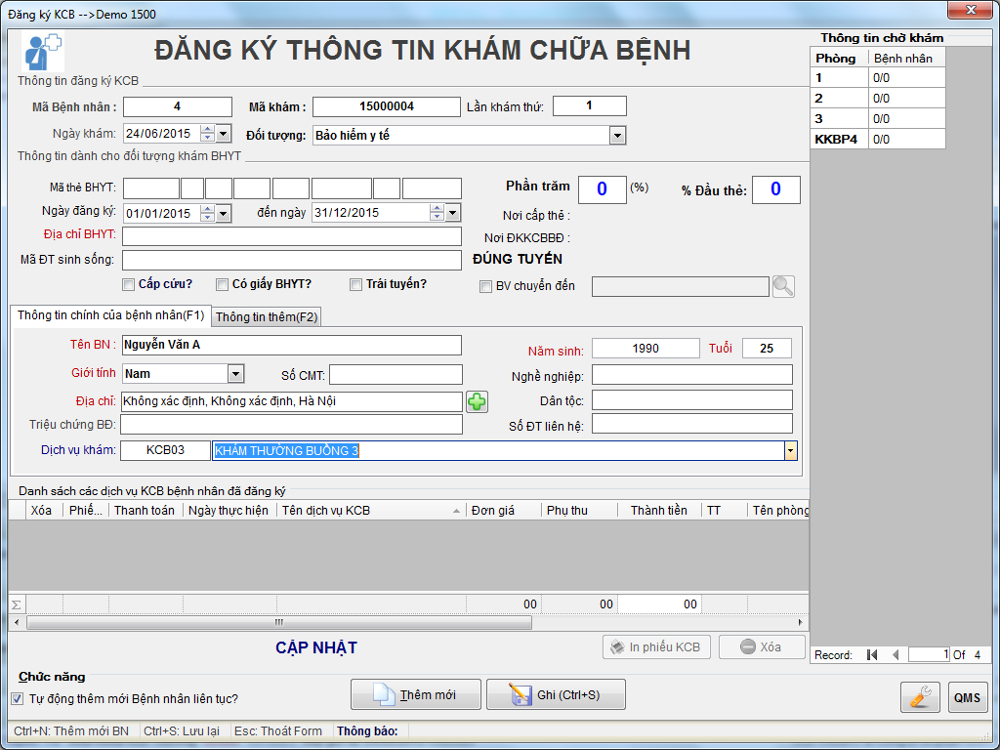 Đăng ký KCB -->Demo 1500
ĐĂNG KÝ THÔNG TIN KHÁM CHỮA BỆNH
Thông tin đăng ký KCB
Mã Bệnh nhân : 4 Mã khám : 15000004 Lần khám thứ: 1
Ngày khám: 24/06/2015 Đối tượng: Bảo hiểm y tế
Thông tin dành cho đối tượng khám BHYT
Mã thẻ BHYT: Phần trăm 0 (%) % Đầu thẻ: 0
Ngày đăng ký: 01/01/2015 đến ngày 31/12/2015 Nơi cấp thẻ :
Địa chỉ BHYT: Nơi ĐKKCBBĐ :
Mã ĐT sinh sống: ĐÚNG TUYẾN
Cấp cứu? Có giấy BHYT? Trái tuyến? BV chuyển đến
Thông tin chính của bệnh nhân(F1) Thông tin thêm(F2)
Tên BN : Nguyễn Văn A Năm sinh: 1990 Tuổi 25
Giới tính Nam Số CMT: Nghề nghiệp:
Địa chỉ: Không xác định, Không xác định, Hà Nội Dân tộc:
Triệu chứng BĐ: Số ĐT liên hệ:
Dịch vụ khám: KCB03 KHÁM THƯỜNG BUỒNG 3
Danh sách các dịch vụ KCB bệnh nhân đã đăng ký
Xóa Phiế... Thanh toán Ngày thực hiện Tên dịch vụ KCB Đơn giá Phụ thu Thành tiền TT Tên phòng
Σ 00 00 00
CẬP NHẬT In phiếu KCB Xóa
Chức năng
Tự động thêm mới Bệnh nhân liên tục? Thêm mới Ghi (Ctrl+S)
Ctrl+N: Thêm mới BN Ctrl+S: Lưu lại Esc: Thoát Form Thông báo:
Thông tin chờ khám
Phòng Bệnh nhân
1 0/0
2 0/0
3 0/0
KKBP4 0/0
Record: 1 Of 4
QMS